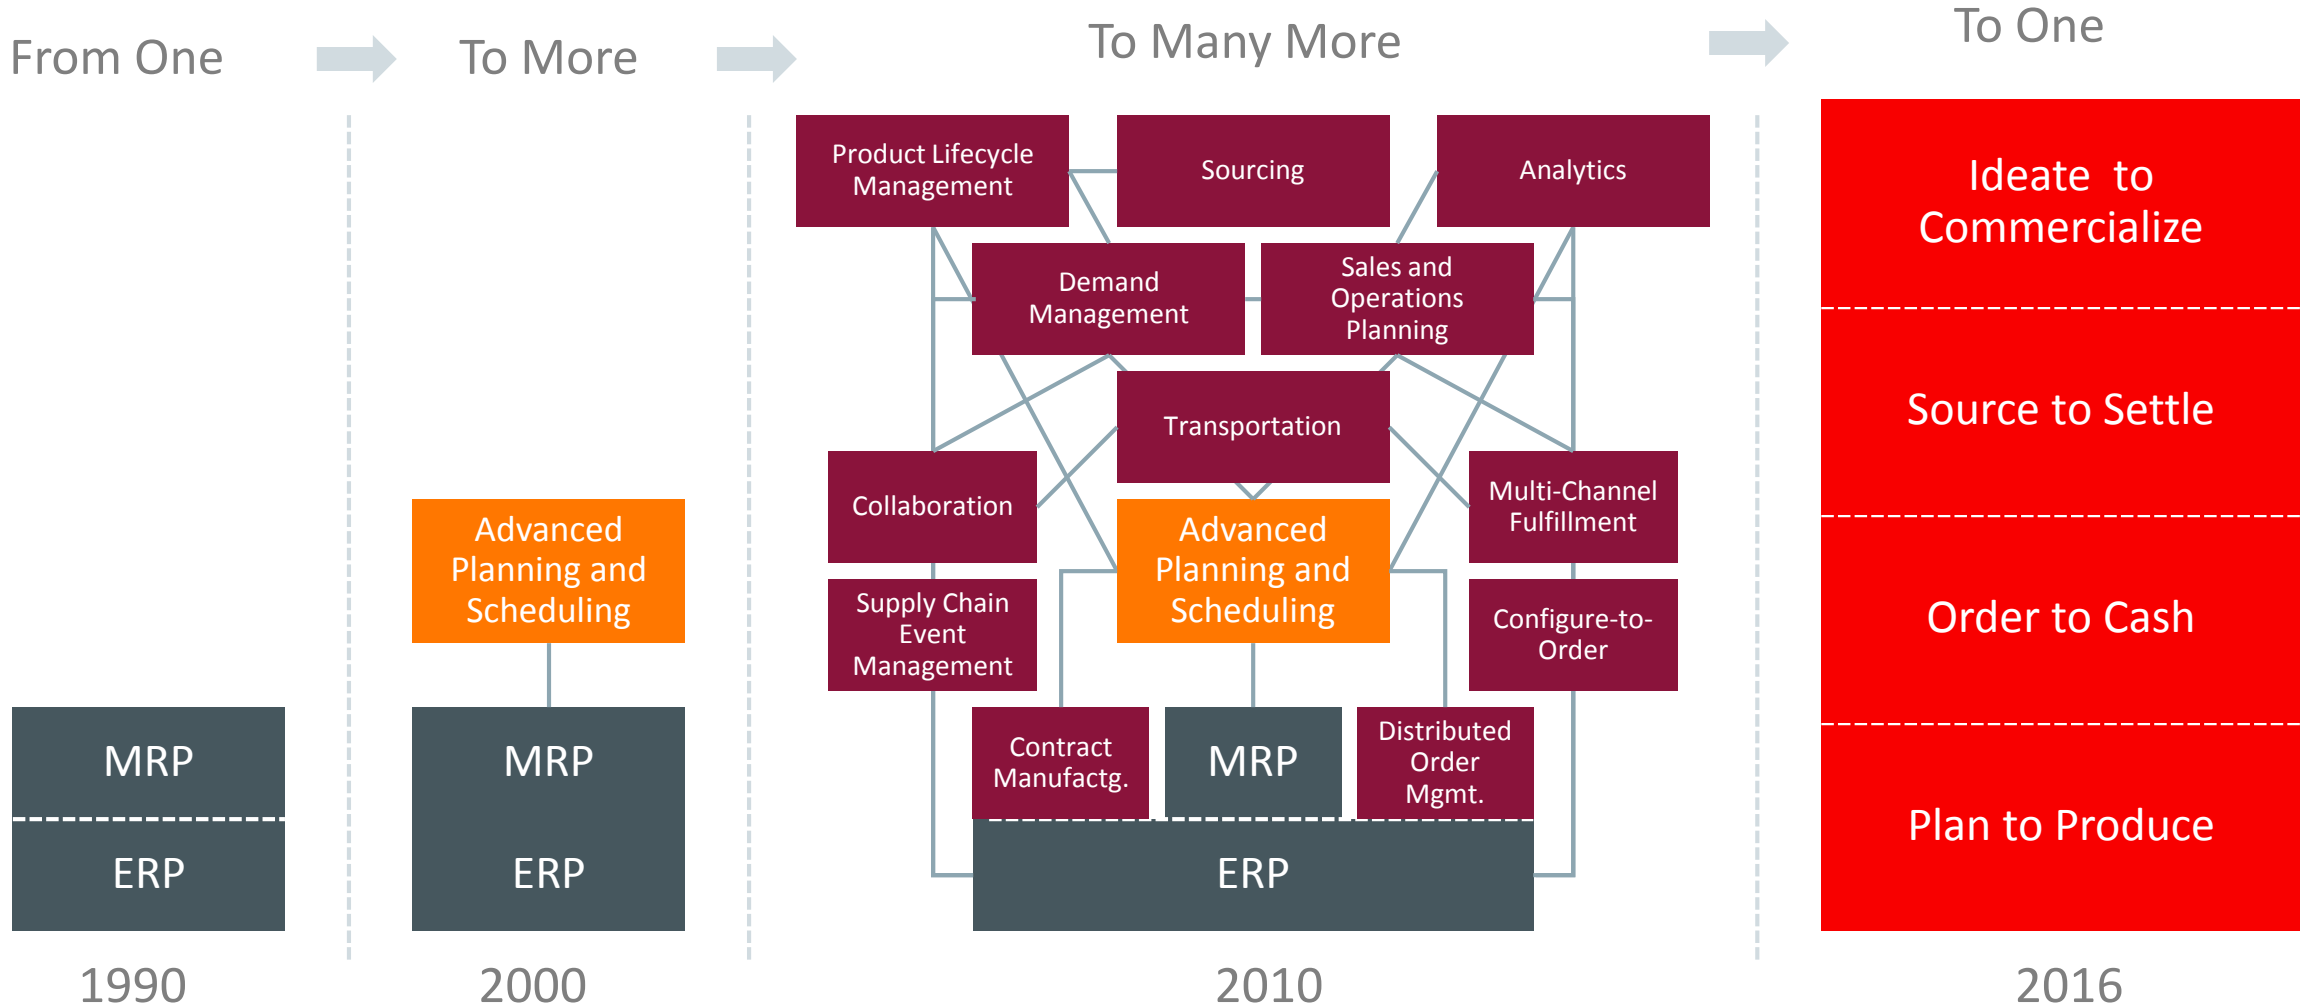 From One
To More
To Many More
To One
MRP
ERP
1990
Advanced
Planning and
Scheduling
MRP
ERP
2000
Product Lifecycle
Management
Sourcing
Analytics
Demand
Management
Sales and
Operations
Planning
Transportation
Collaboration
Multi-Channel
Fulfillment
Advanced
Planning and
Scheduling
Supply Chain
Event
Management
Configure-to-
Order
Contract
Manufactg.
MRP
Distributed
Order
Mgmt.
ERP
2010
Ideate to
Commercialize
Source to Settle
Order to Cash
Plan to Produce
2016